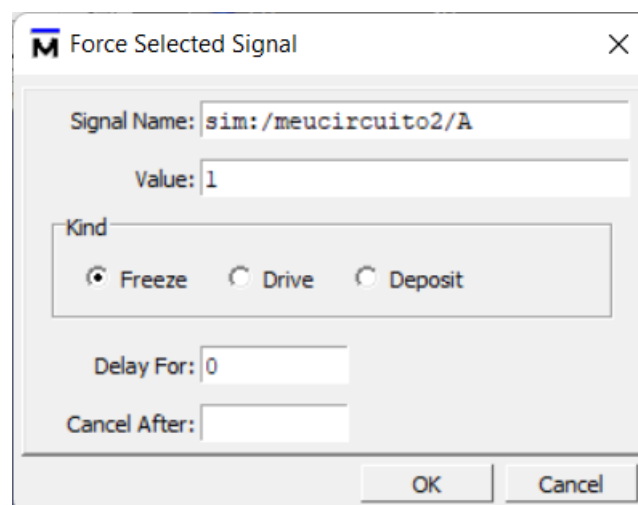 Force Selected Signal
Signal Name: sim:/meucircuito2/A
Value: 1
Kind
Freeze Drive Deposit
Delay For: 0
Cancel After:
OK Cancel